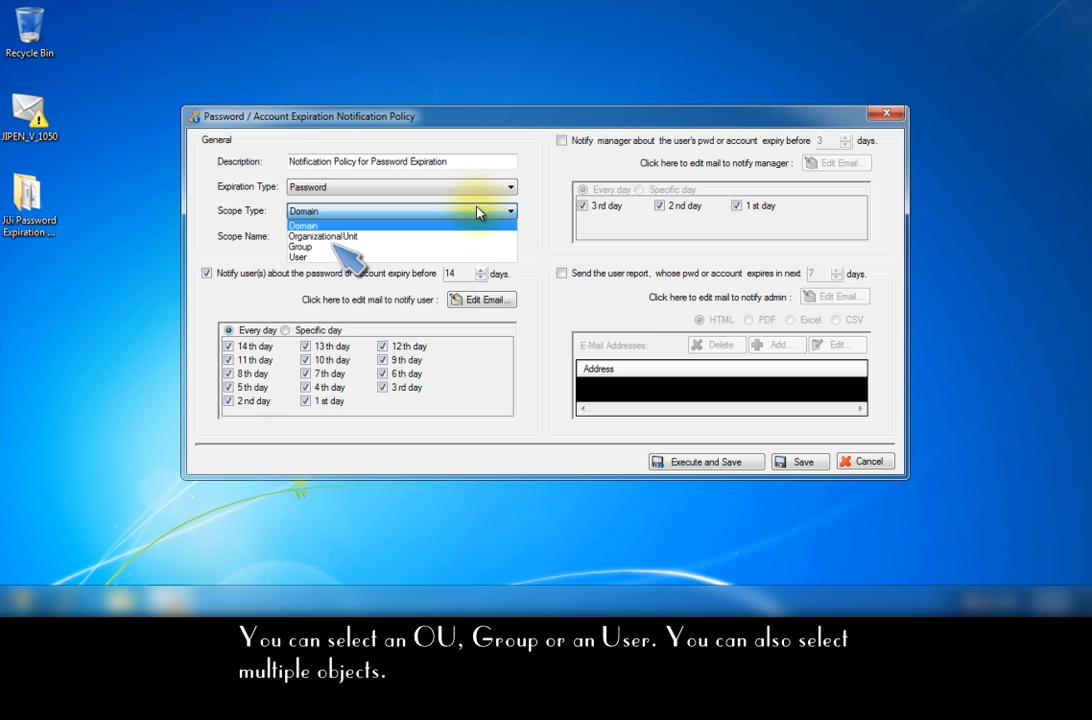 Recycle Bin
JIPEN_V_1050
JiJi Password
Expiration ...
Password / Account Expiration Notification Policy
General
Description: Notification Policy for Password Expiration
Expiration Type: Password
Scope Type: Domain
Domain
OrganizationalUnit
Scope Name:
Group
User
Notify user(s) about the password or account expiry before 14 days.
Click here to edit mail to notify user : Edit Email...
Every day Specific day
14 th day 13 th day 12 th day
11 th day 10 th day 9 th day
8 th day 7 th day 6 th day
5 th day 4 th day 3 rd day
2 nd day 1 st day
Notify manager about the user's pwd or account expiry before 3 days.
Click here to edit mail to notify manager : Edit Email...
Every day Specific day
3 rd day 2 nd day 1 st day
Send the user report, whose pwd or account expires in next 7 days.
Click here to edit mail to notify admin : Edit Email...
HTML PDF Excel CSV
E-Mail Addresses: Delete Add... Edit...
Address
Execute and Save Save Cancel
You can select an OU, Group or an User. You can also select
multiple objects.